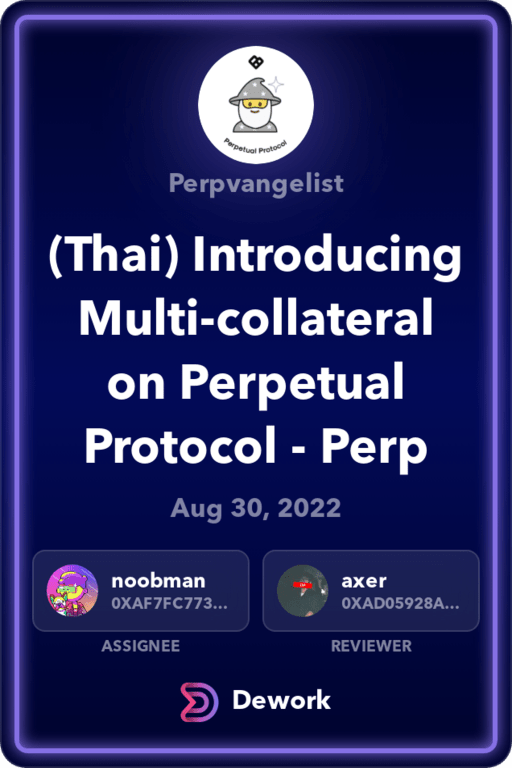 Perpetual Protocol
Perpvangelist
(Thai) Introducing
Multi-collateral
on Perpetual
Protocol - Perp
Aug 30, 2022
noobman
0XAF7FC773...
axer
0XAD05928A...
ASSIGNEE
REVIEWER
Dework